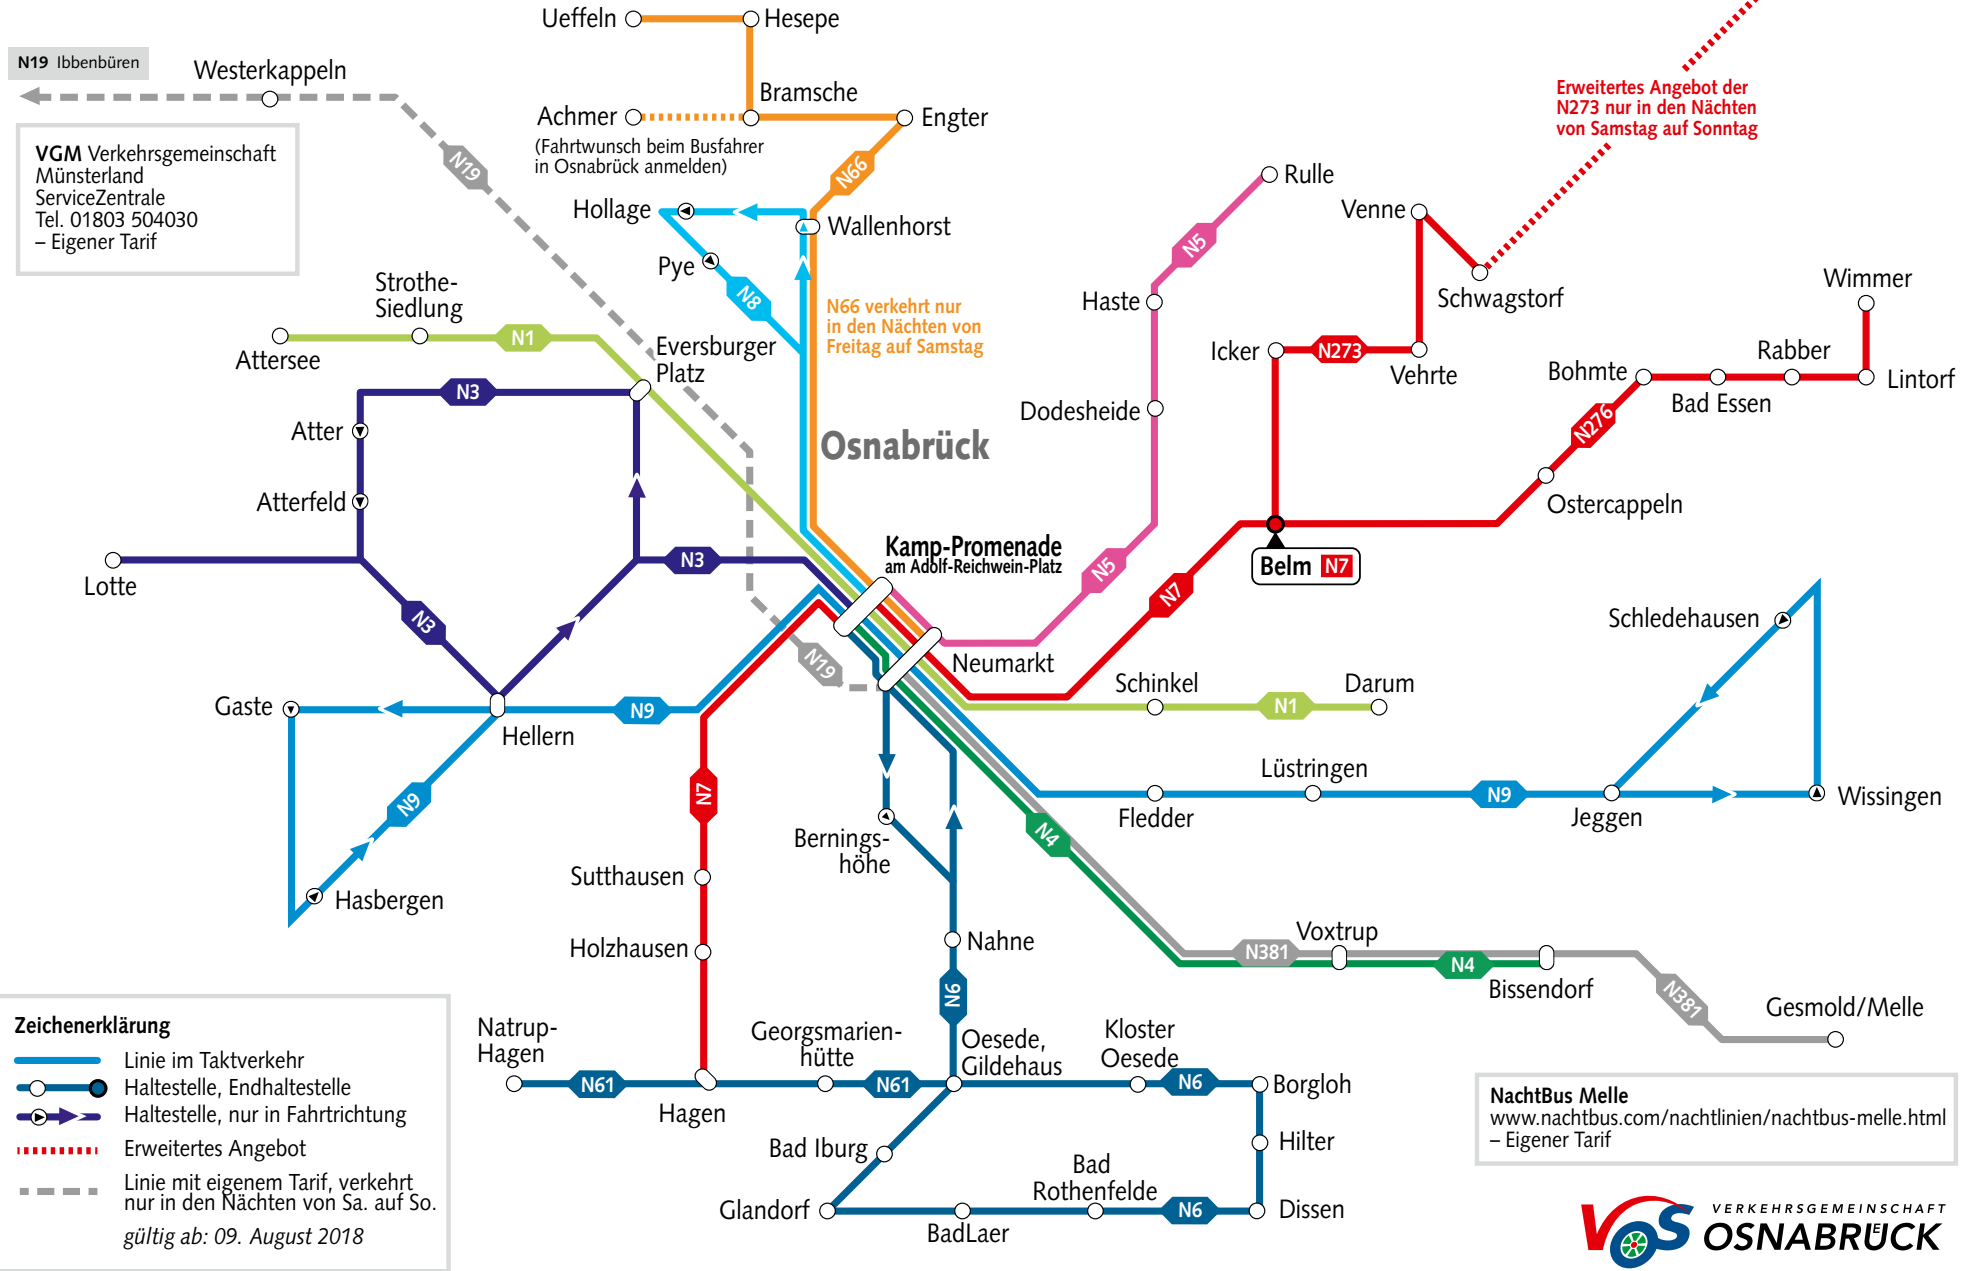 Ueffeln
Hesepe
N19 Ibbenbüren
Westerkappeln
Bramsche
Achmer
Engter
(Fahrtwunsch beim Busfahrer
in Osnabrück anmelden)
Erweitertes Angebot der
N273 nur in den Nächten
von Samstag auf Sonntag
VGM Verkehrsgemeinschaft
Münsterland
ServiceZentrale
Tel. 01803 504030
– Eigener Tarif
N19
N66
Rulle
Hollage
Wallenhorst
Venne
N5
Pye
N8
Strothe-
Siedlung
N66 verkehrt nur
in den Nächten von
Freitag auf Samstag
Haste
Schwagstorf
Wimmer
Attersee
N1
Eversburger
Platz
Icker
N273
Vehrte
Bohmte
Rabber
Lintorf
Bad Essen
N3
Atter
Dodesheide
N276
Osnabrück
Atterfeld
Ostercappeln
Kamp-Promenade
am Adolf-Reichwein-Platz
Lotte
N3
N5
Belm N7
N7
N3
Schledehausen
N19
Neumarkt
Schinkel
Darum
N1
Gaste
N9
Hellern
Lüstringen
N7
N9
N9
Fledder
Jeggen
Wissingen
N4
Bernings-
höhe
Sutthausen
Hasbergen
Holzhausen
Nahne
Voxtrup
N381
N4
Bissendorf
N6
N381
Gesmold/Melle
Zeichenerklärung
Linie im Taktverkehr
Haltestelle, Endhaltestelle
Haltestelle, nur in Fahrtrichtung
Erweitertes Angebot
Linie mit eigenem Tarif, verkehrt
nur in den Nächten von Sa. auf So.
gültig ab: 09. August 2018
Natrup-
Hagen
Georgsmarien-
hütte
Oesede,
Gildehaus
Kloster
Oesede
N61
N61
N6
Borgloh
Hagen
Hilter
Bad Iburg
Bad
Rothenfelde
Glandorf
BadLaer
N6
Dissen
NachtBus Melle
www.nachtbus.com/nachtlinien/nachtbus-melle.html
– Eigener Tarif
VOS
VERKEHRSGEMEINSCHAFT
OSNABRÜCK